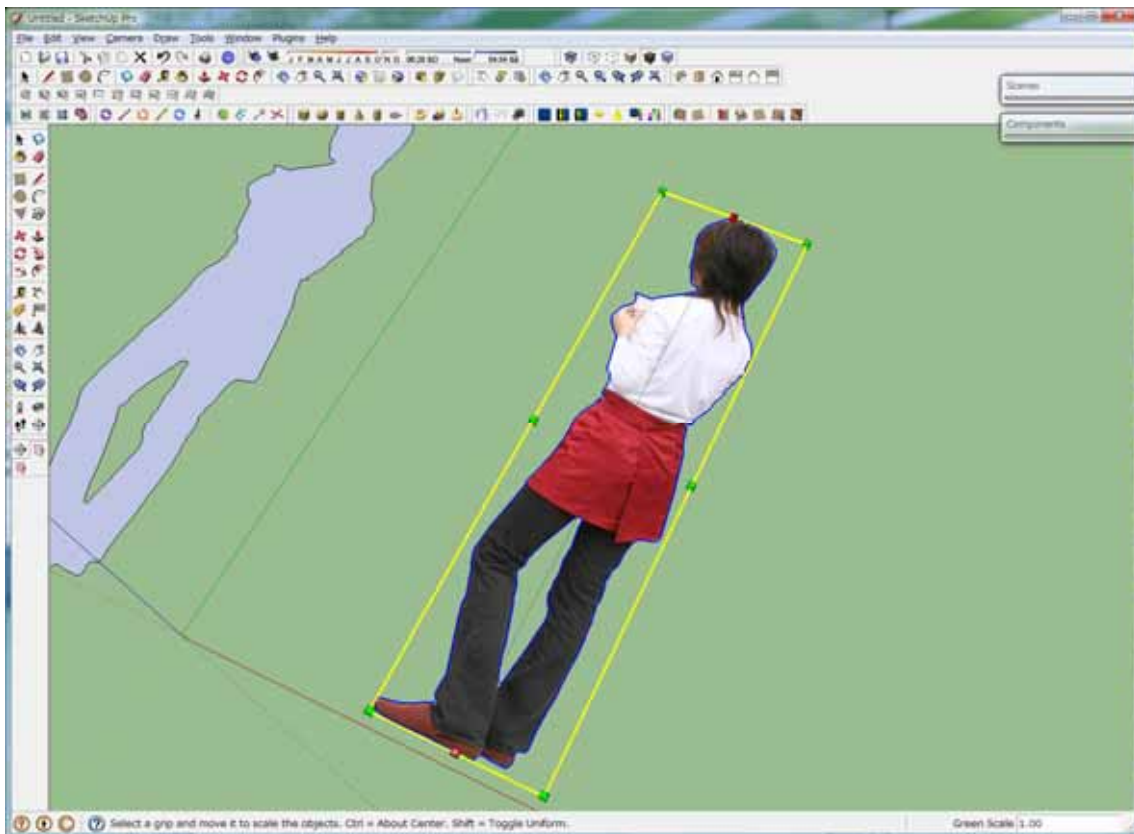 Untitled - SketchUp Pro
File Edit View Camera Draw Tools Window Plugins Help
J F M A M J J A S O N D Noon
Scenes
Components
Select a grip and move it to scale the objects. Ctrl = About Center. Shift = Toggle Uniform.
Green Scale 1.00